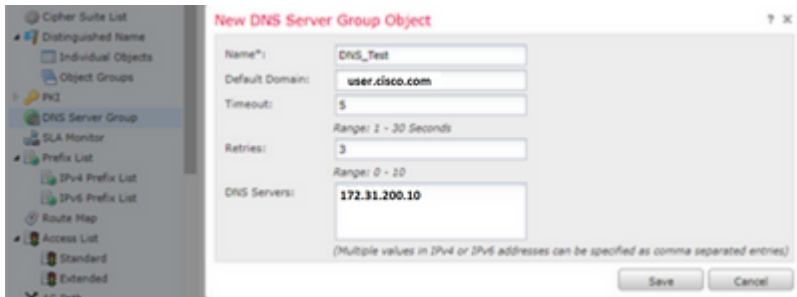 Cipher Suite List
Distinguished Name
Individual Objects
Object Groups
PKI
DNS Server Group
SLA Monitor
Prefix List
IPv4 Prefix List
IPv6 Prefix List
Route Map
Access List
Standard
Extended
New DNS Server Group Object
? ×
Name*:
DNS_Test
Default Domain:
user.cisco.com
Timeout:
5
Range: 1 - 30 Seconds
Retries:
3
Range: 0 - 10
DNS Servers:
172.31.200.10
(Multiple values in IPv4 or IPv6 addresses can be specified as comma separated entries)
Save
Cancel